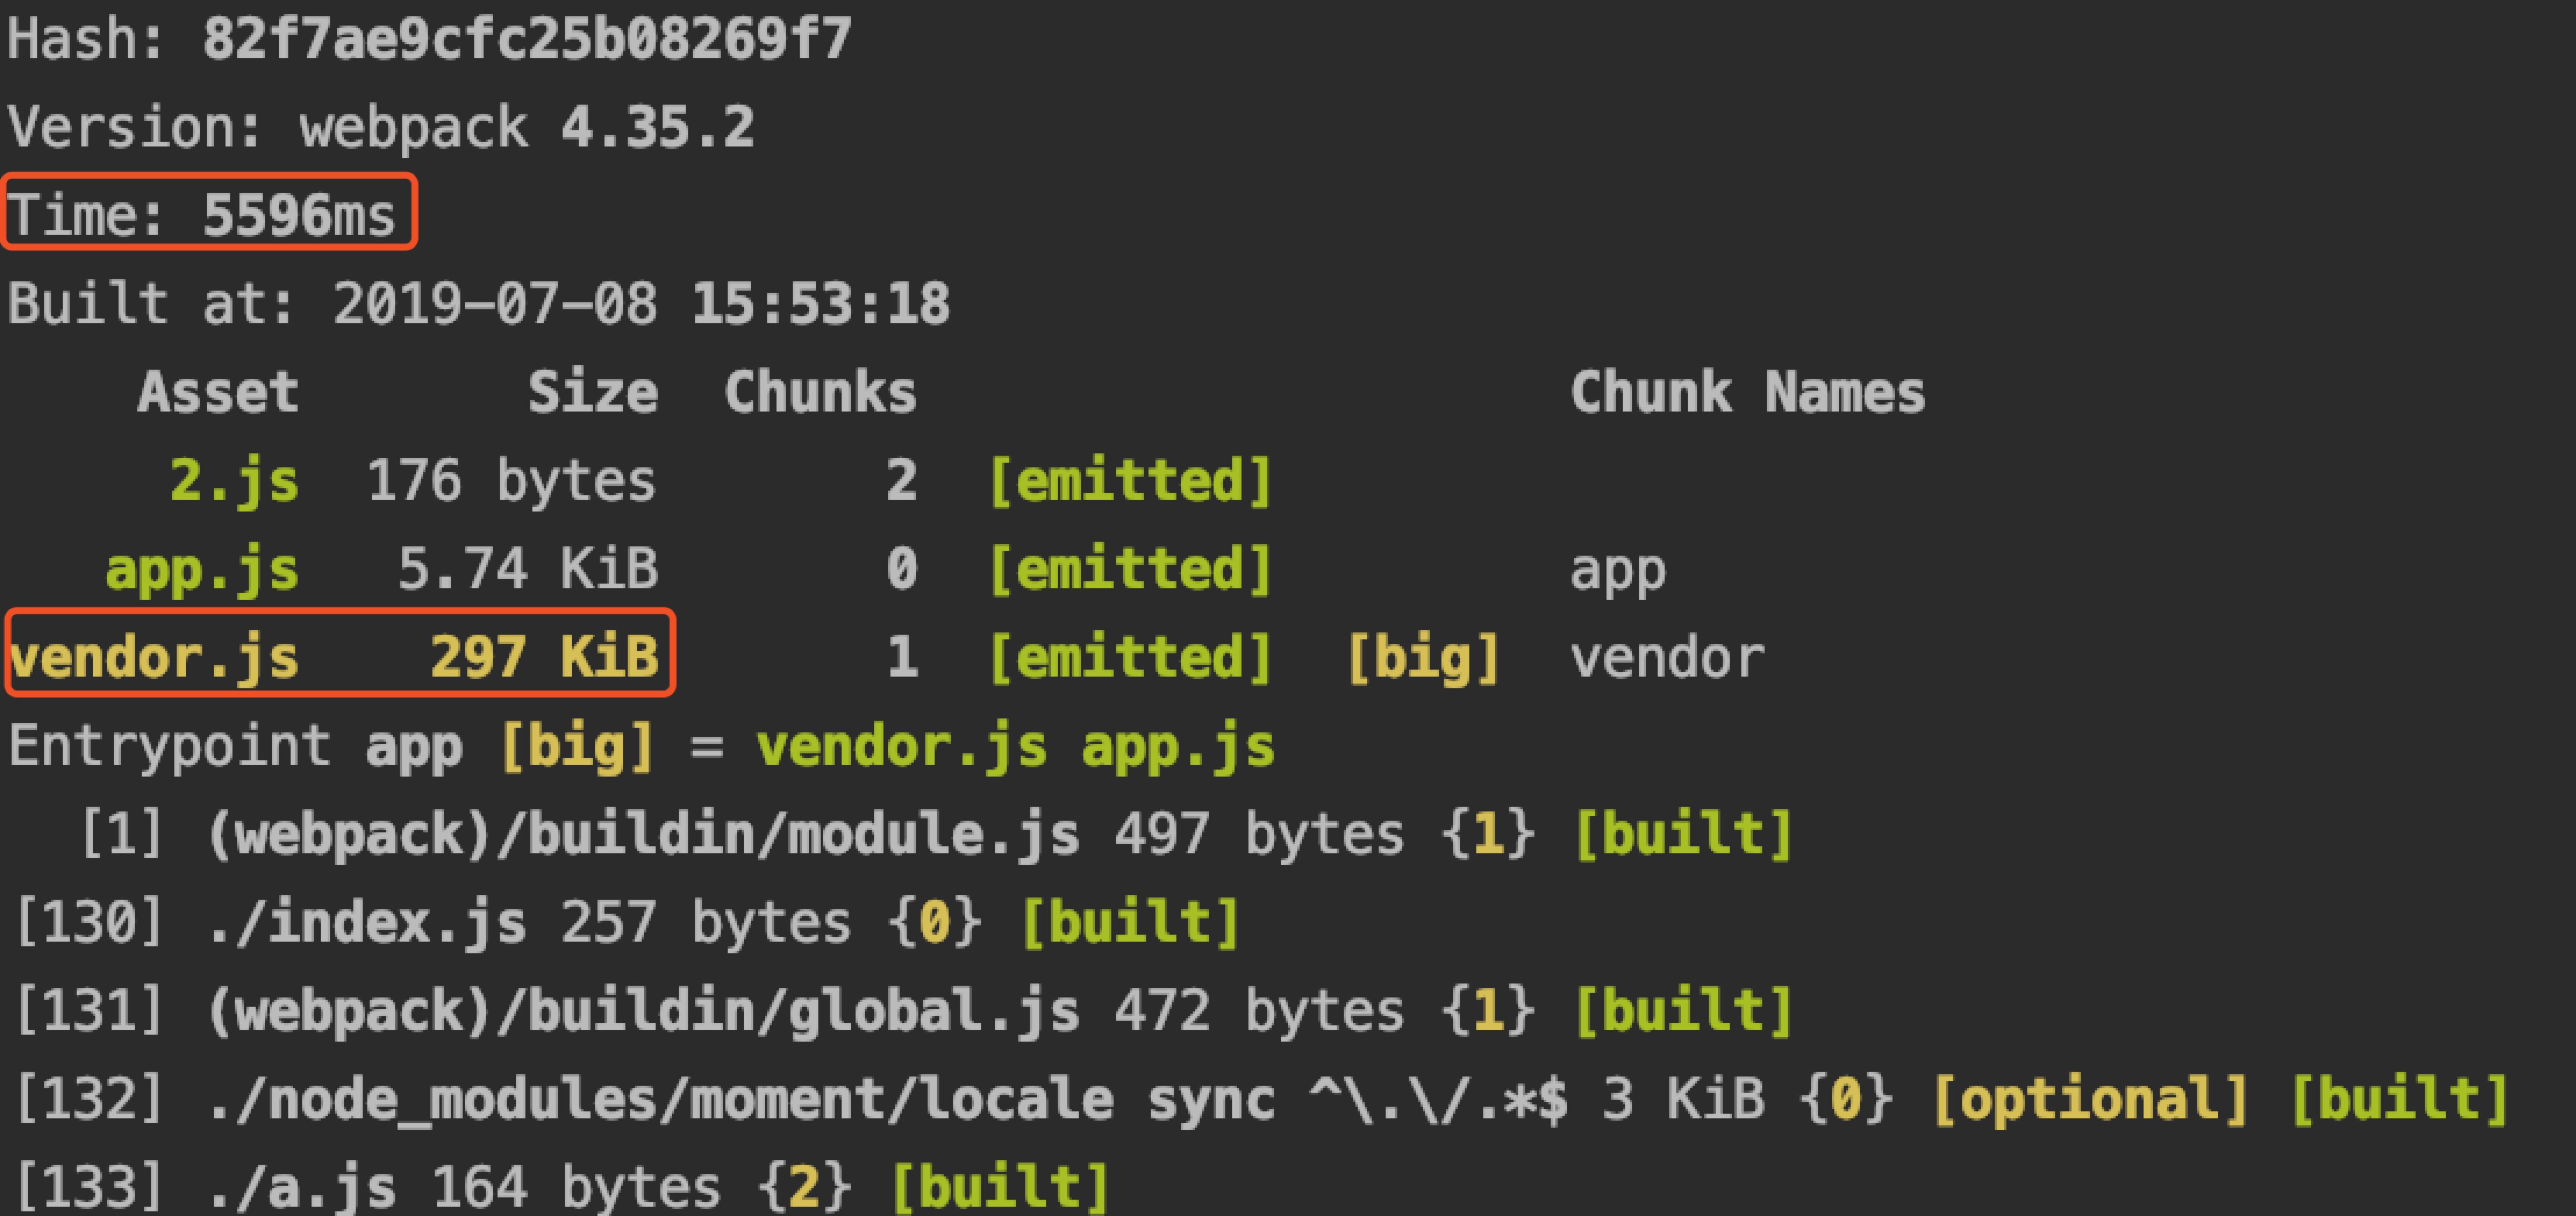 Hash: 82f7ae9cfc25b08269f7
Version: webpack 4.35.2
Time: 5596ms
Built at: 2019-07-08 15:53:18
Asset Size Chunks Chunk Names
2.js 176 bytes 2 [emitted]
app.js 5.74 KiB 0 [emitted] app
vendor.js 297 KiB 1 [emitted] [big] vendor
Entrypoint app [big] = vendor.js app.js
[1] (webpack)/buildin/module.js 497 bytes {1} [built]
[130] ./index.js 257 bytes {0} [built]
[131] (webpack)/buildin/global.js 472 bytes {1} [built]
[132] ./node_modules/moment/locale sync ^\.\/.*$ 3 KiB {0} [optional] [built]
[133] ./a.js 164 bytes {2} [built]